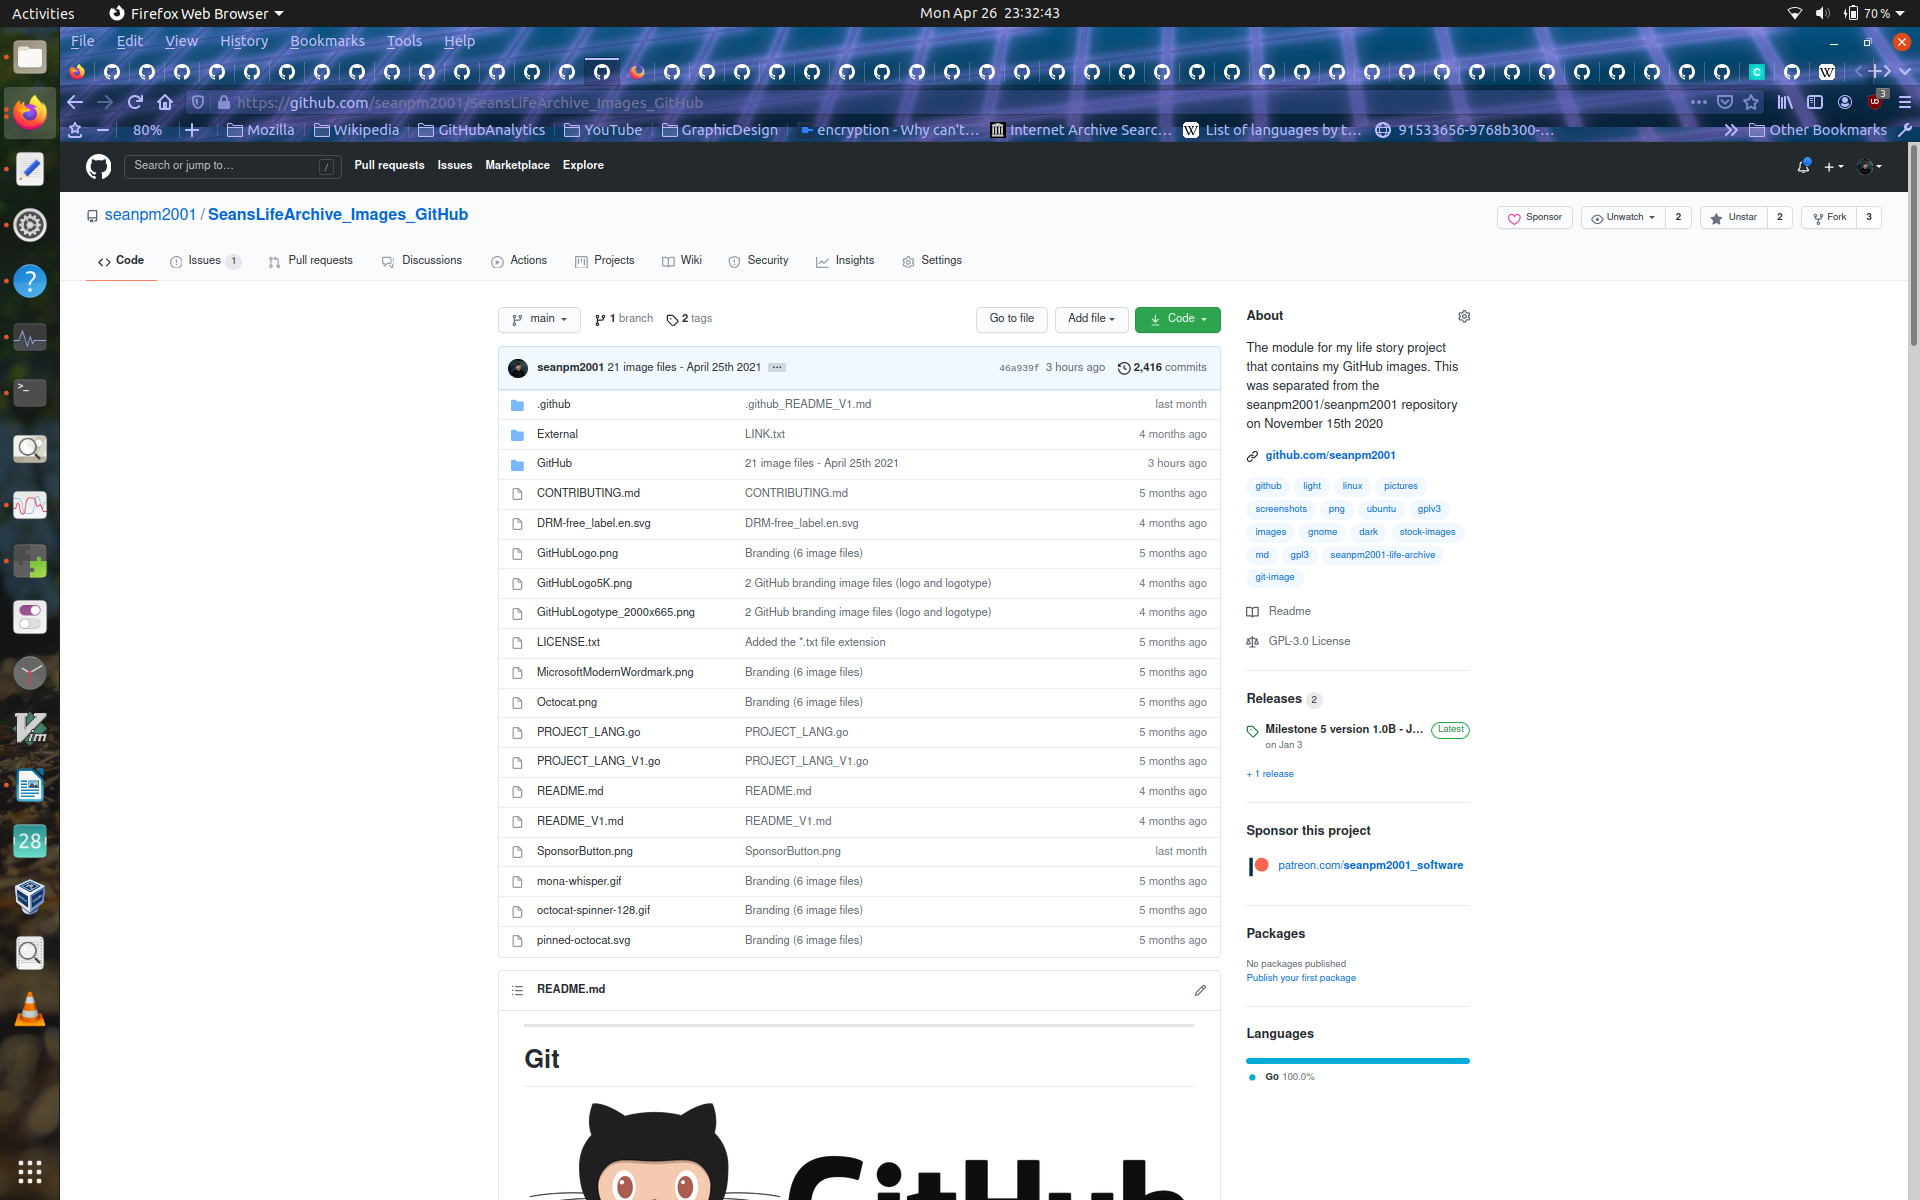 Activities Firefox Web Browser Mon Apr 26 23:32:43 70 %
File Edit View History Bookmarks Tools Help
https://github.com/seanpm2001/SeansLifeArchive_Images_GitHub 3
80% Mozilla Wikipedia GitHubAnalytics YouTube GraphicDesign encryption - Why can't... Internet Archive Searc... List of languages by t... 91533656-9768b300-... Other Bookmarks
Search or jump to... / Pull requests Issues Marketplace Explore
seanpm2001 / SeansLifeArchive_Images_GitHub Sponsor Unwatch 2 Unstar 2 Fork 3
Code Issues 1 Pull requests Discussions Actions Projects Wiki Security Insights Settings
main 1 branch 2 tags Go to file Add file Code
seanpm2001 21 image files - April 25th 2021 ... 46a939f 3 hours ago 2,416 commits
.github .github_README_V1.md last month
External LINK.txt 4 months ago
GitHub 21 image files - April 25th 2021 3 hours ago
CONTRIBUTING.md CONTRIBUTING.md 5 months ago
DRM-free_label.en.svg DRM-free_label.en.svg 4 months ago
GitHubLogo.png Branding (6 image files) 5 months ago
GitHubLogo5K.png 2 GitHub branding image files (logo and logotype) 4 months ago
GitHubLogotype_2000x665.png 2 GitHub branding image files (logo and logotype) 4 months ago
LICENSE.txt Added the *.txt file extension 5 months ago
MicrosoftModernWordmark.png Branding (6 image files) 5 months ago
Octocat.png Branding (6 image files) 5 months ago
PROJECT_LANG.go PROJECT_LANG.go 5 months ago
PROJECT_LANG_V1.go PROJECT_LANG_V1.go 5 months ago
README.md README.md 4 months ago
README_V1.md README_V1.md 4 months ago
SponsorButton.png SponsorButton.png last month
mona-whisper.gif Branding (6 image files) 5 months ago
octocat-spinner-128.gif Branding (6 image files) 5 months ago
pinned-octocat.svg Branding (6 image files) 5 months ago
README.md
Git
GitHub
About
The module for my life story project
that contains my GitHub images. This
was separated from the
seanpm2001/seanpm2001 repository
on November 15th 2020
github.com/seanpm2001
github light linux pictures
screenshots png ubuntu gplv3
images gnome dark stock-images
md gpl3 seanpm2001-life-archive
git-image
Readme
GPL-3.0 License
Releases 2
Milestone 5 version 1.0B - J... Latest
on Jan 3
+ 1 release
Sponsor this project
patreon.com/seanpm2001_software
Packages
No packages published
Publish your first package
Languages
Go 100.0%
Vim
28